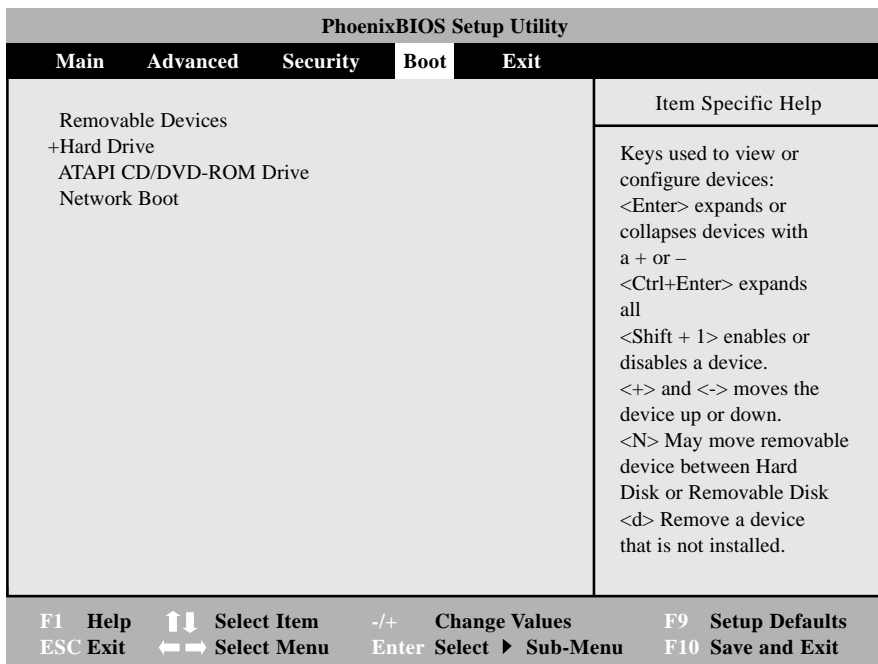 PhoenixBIOS Setup Utility
Main Advanced Security Boot Exit
Removable Devices
+Hard Drive
ATAPI CD/DVD-ROM Drive
Network Boot
Item Specific Help
Keys used to view or
configure devices:
<Enter> expands or
collapses devices with
a + or –
<Ctrl+Enter> expands
all
<Shift + 1> enables or
disables a device.
<+> and <-> moves the
device up or down.
<N> May move removable
device between Hard
Disk or Removable Disk
<d> Remove a device
that is not installed.
F1 Help Select Item -/+ Change Values F9 Setup Defaults
ESC Exit Select Menu Enter Select Sub-Menu F10 Save and Exit